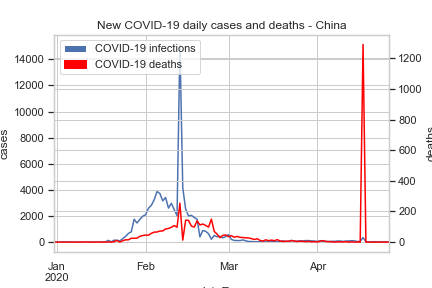 New COVID-19 daily cases and deaths - China
COVID-19 infections
COVID-19 deaths
14000
12000
10000
8000
6000
4000
2000
0
cases
1200
1000
800
600
400
200
0
deaths
Jan
2020
Feb
Mar
Apr